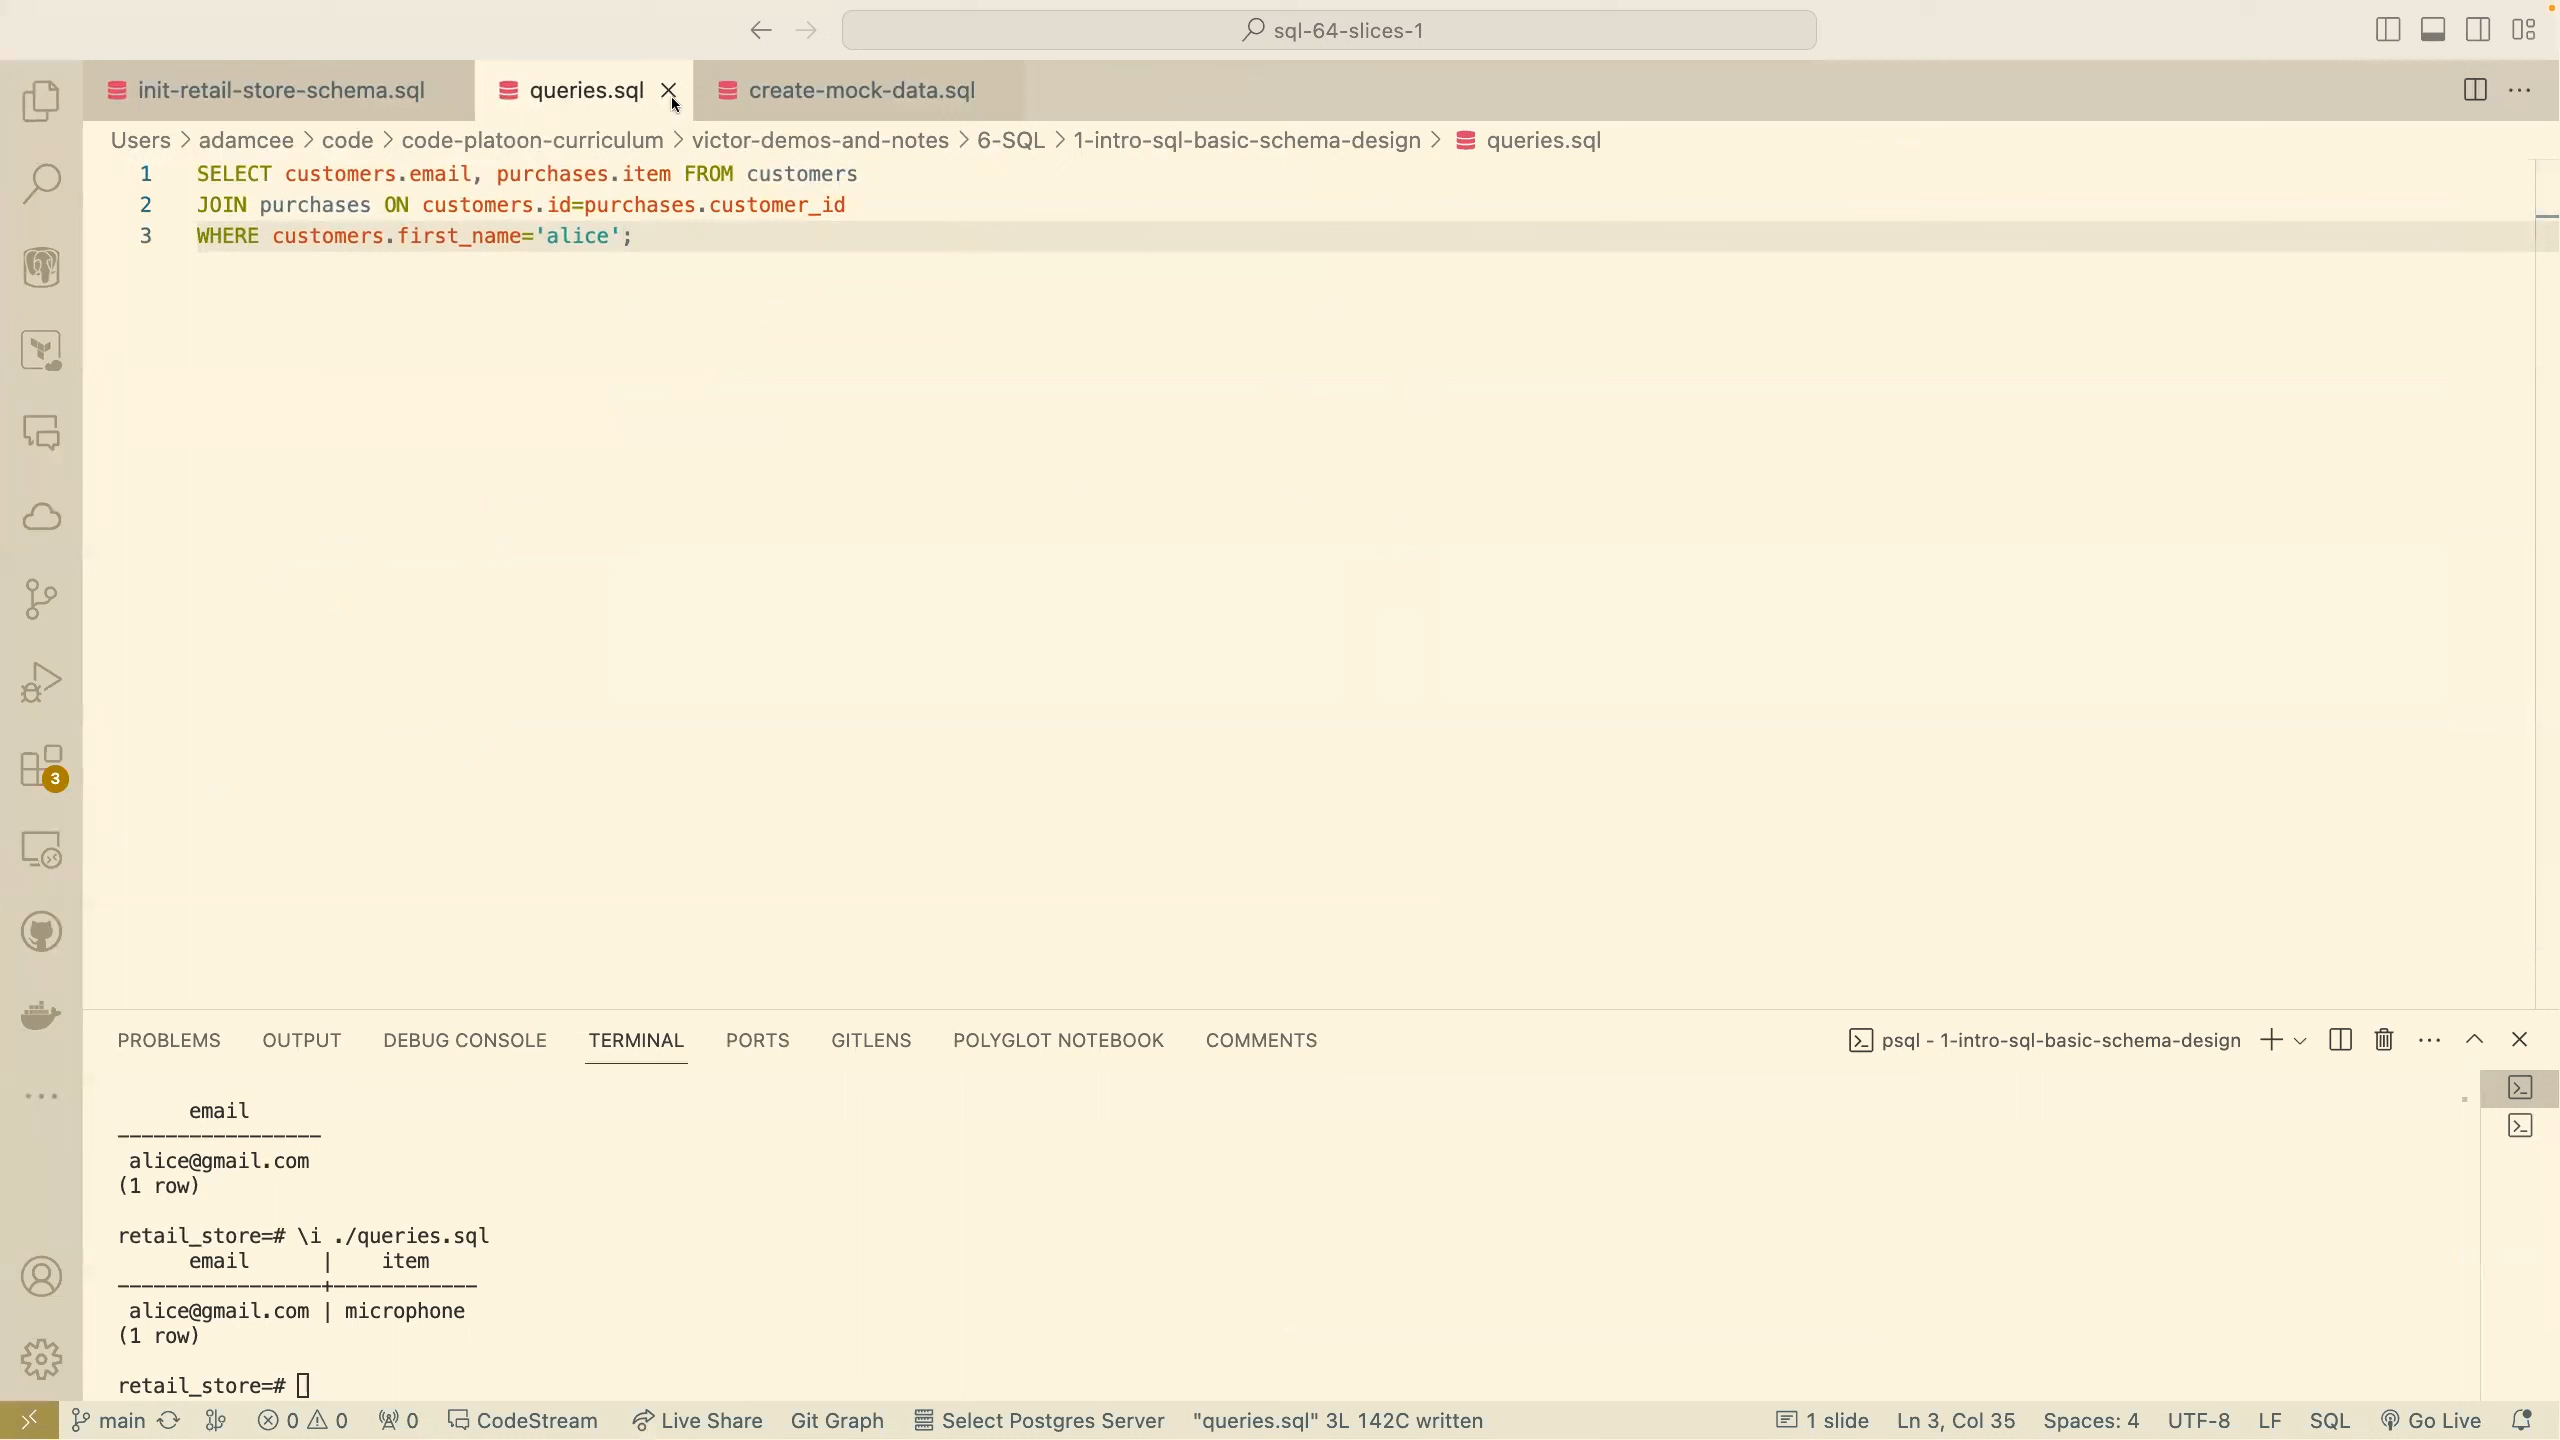 sql-64-slices-1
init-retail-store-schema.sql queries.sql create-mock-data.sql
Users > adamcee > code > code-platoon-curriculum > victor-demos-and-notes > 6-SQL > 1-intro-sql-basic-schema-design > queries.sql
1 SELECT customers.email, purchases.item FROM customers
2 JOIN purchases ON customers.id=purchases.customer_id
3 WHERE customers.first_name='alice';
3
PROBLEMS OUTPUT DEBUG CONSOLE TERMINAL PORTS GITLENS POLYGLOT NOTEBOOK COMMENTS psql - 1-intro-sql-basic-schema-design
email
-----------------
alice@gmail.com
(1 row)
retail_store=# \i ./queries.sql
email | item
-----------------+------------
alice@gmail.com | microphone
(1 row)
retail_store=#
main 0 0 0 CodeStream Live Share Git Graph Select Postgres Server "queries.sql" 3L 142C written 1 slide Ln 3, Col 35 Spaces: 4 UTF-8 LF SQL Go Live